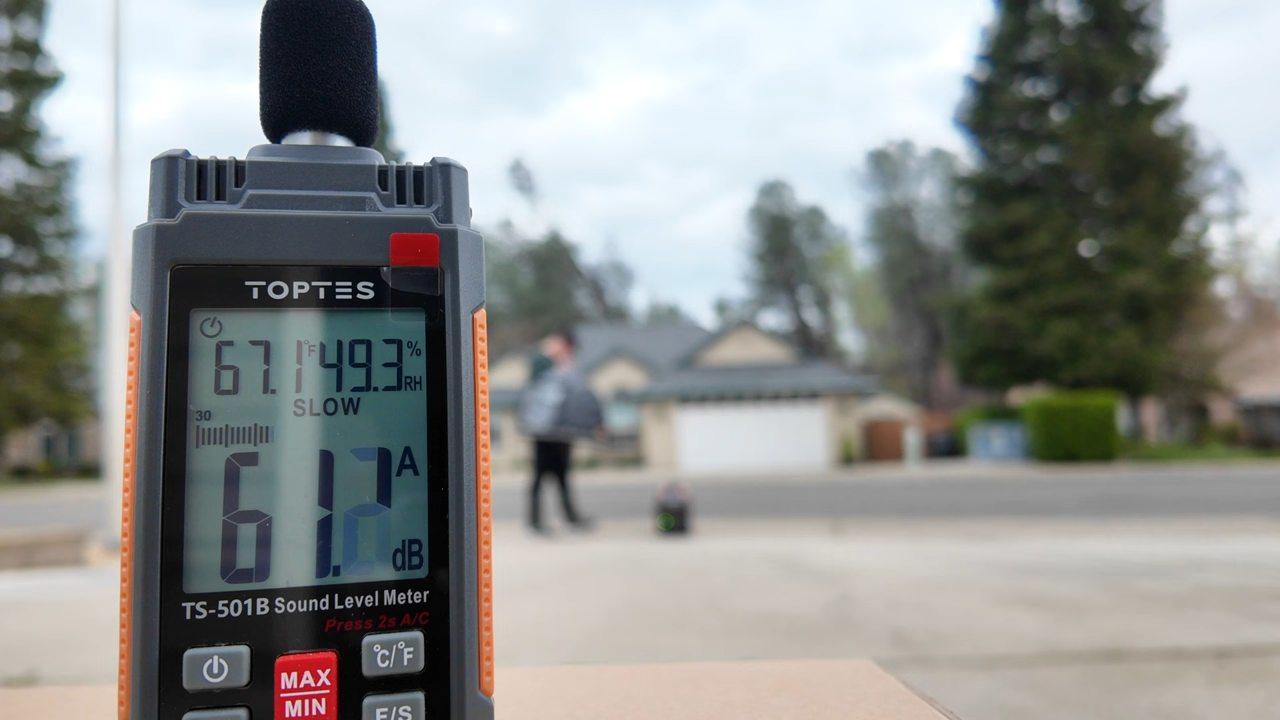 TOPTES
67.1°F 49.3%RH
SLOW
30
61.2 A dB
TS-501B Sound Level Meter
Press 2s A/C
°C/°F
MAX
MIN
F/S